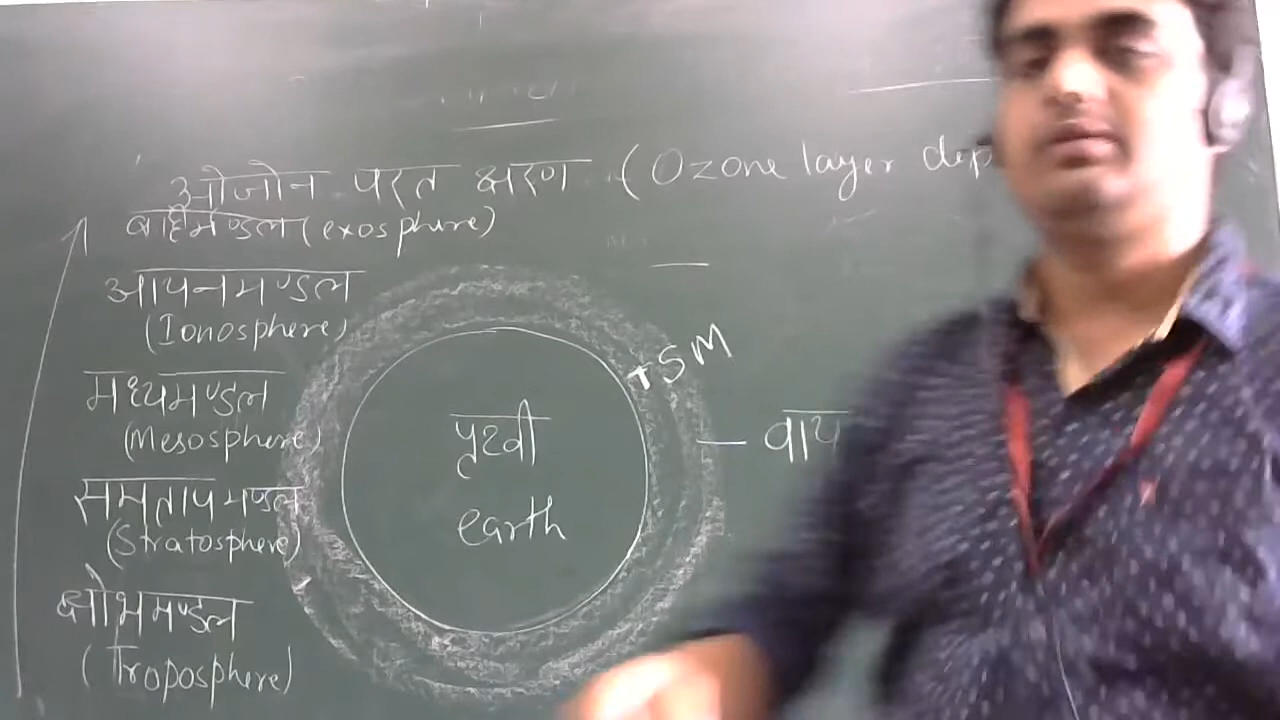 ओजोन परत क्षरण (Ozone layer dep
बाह्यमण्डल (exosphere)
आयनमण्डल
(Ionosphere)
मध्यमण्डल
(Mesosphere)
समतापमण्डल
(Stratosphere)
क्षोभमण्डल
(Troposphere)
पृथ्वी
earth
TSM
— वाय